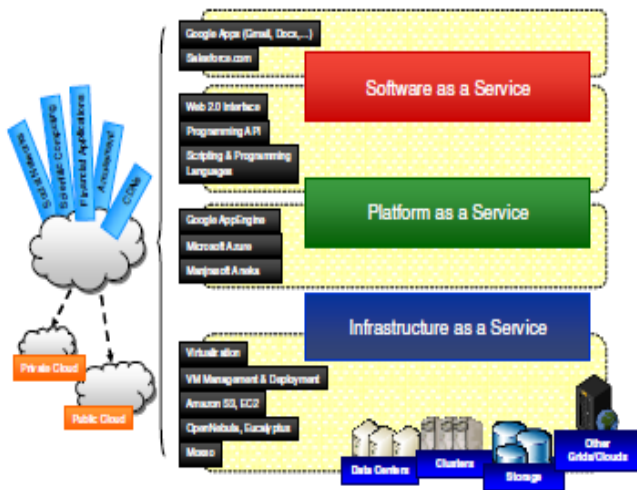 Google Apps (Gmail, Docs,...)
Salesforce.com
Software as a Service
Web 2.0 Interface
Programming API
Scripting & Programming
Languages
Platform as a Service
Google AppEngine
Microsoft Azure
Manjrasoft Aneka
Infrastructure as a Service
Virtualization
VM Management & Deployment
Amazon S3, EC2
OpenNebula, Eucalyptus
Mosso
Data Centers
Clusters
Storage
Other
Grids/Clouds
Social Networks
Scientific Computing
Financial Applications
CDNs
Private Cloud
Public Cloud